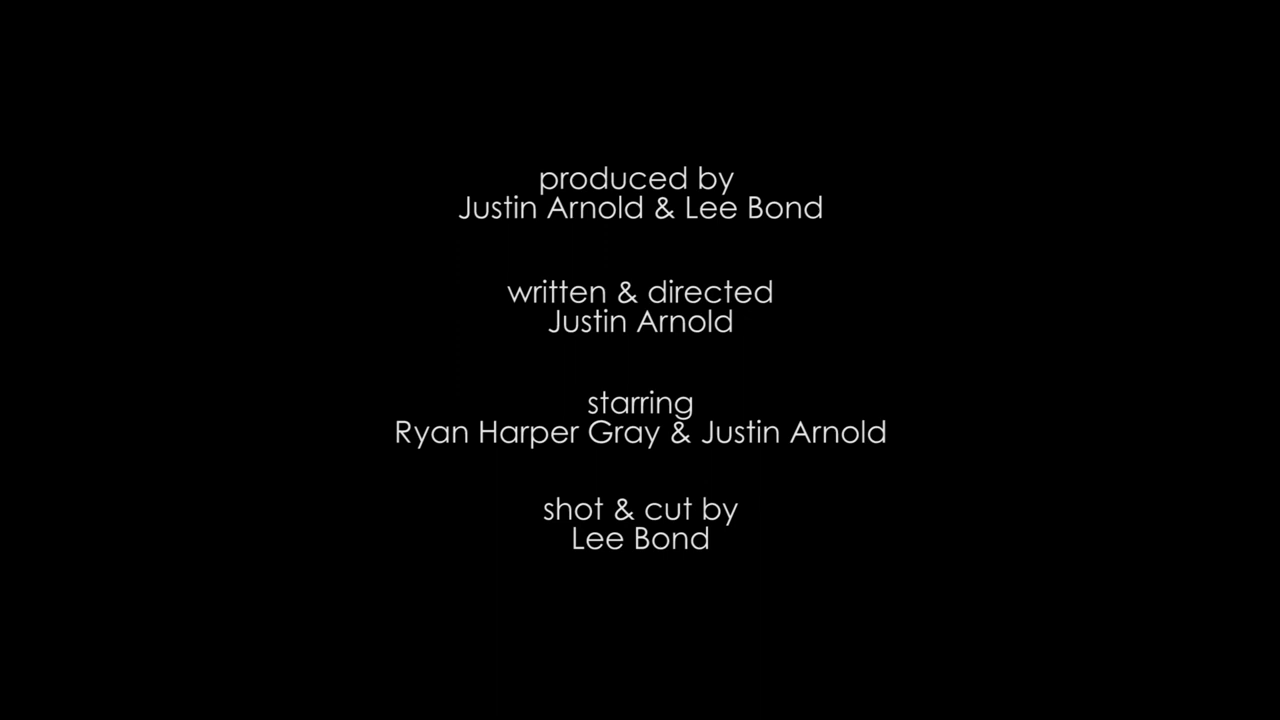 produced by
Justin Arnold & Lee Bond
written & directed
Justin Arnold
starring
Ryan Harper Gray & Justin Arnold
shot & cut by
Lee Bond